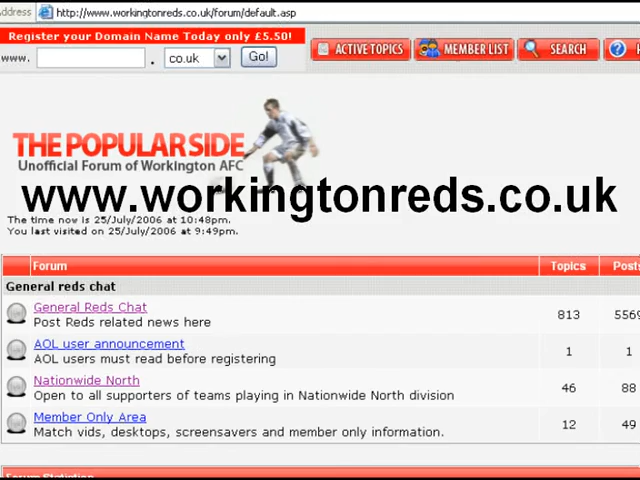 Address http://www.workingtonreds.co.uk/forum/default.asp
Register your Domain Name Today only £5.50!
www. . co.uk Go!
ACTIVE TOPICS MEMBER LIST SEARCH
THE POPULAR SIDE
Unofficial Forum of Workington AFC
www.workingtonreds.co.uk
The time now is 25/July/2006 at 10:48pm.
You last visited on 25/July/2006 at 9:49pm.
Forum Topics Posts
General reds chat
General Reds Chat 813 5569
Post Reds related news here
AOL user announcement 1 1
AOL users must read before registering
Nationwide North 46 88
Open to all supporters of teams playing in Nationwide North division
Member Only Area 12 49
Match vids, desktops, screensavers and member only information.
Forum Statistics